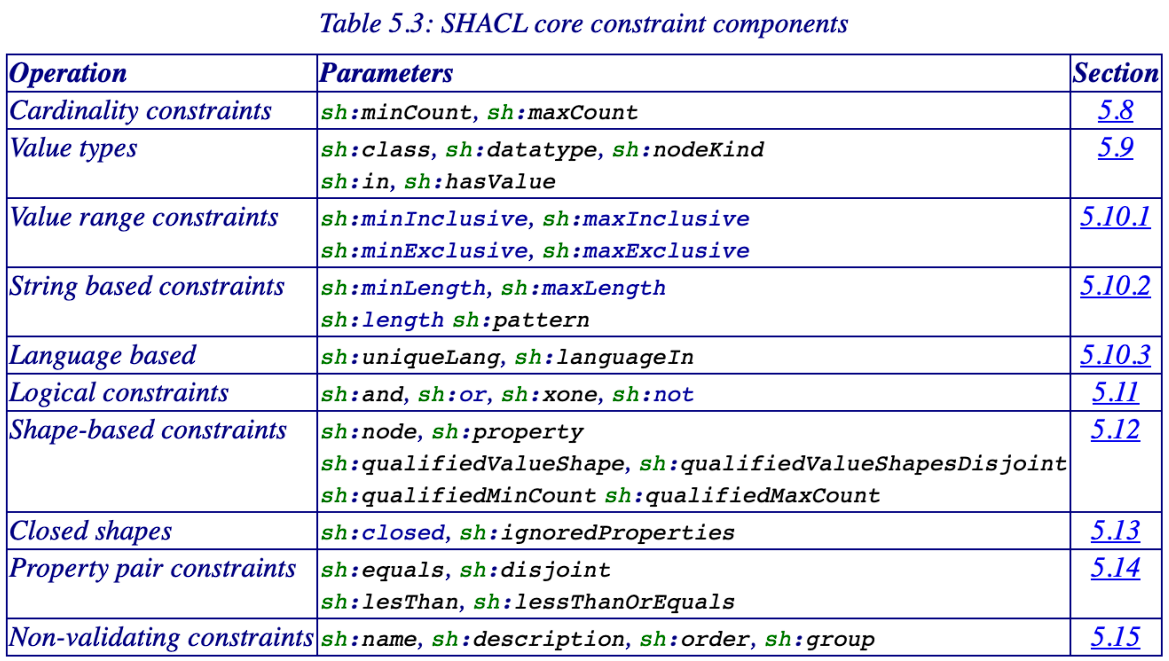 Table 5.3: SHACL core constraint components
Operation Parameters Section
Cardinality constraints sh:minCount, sh:maxCount 5.8
Value types sh:class, sh:datatype, sh:nodeKind 5.9
sh:in, sh:hasValue
Value range constraints sh:minInclusive, sh:maxInclusive 5.10.1
sh:minExclusive, sh:maxExclusive
String based constraints sh:minLength, sh:maxLength 5.10.2
sh:length sh:pattern
Language based sh:uniqueLang, sh:languageIn 5.10.3
Logical constraints sh:and, sh:or, sh:xone, sh:not 5.11
Shape-based constraints sh:node, sh:property 5.12
sh:qualifiedValueShape, sh:qualifiedValueShapesDisjoint
sh:qualifiedMinCount sh:qualifiedMaxCount
Closed shapes sh:closed, sh:ignoredProperties 5.13
Property pair constraints sh:equals, sh:disjoint 5.14
sh:lesThan, sh:lessThanOrEquals
Non-validating constraints sh:name, sh:description, sh:order, sh:group 5.15